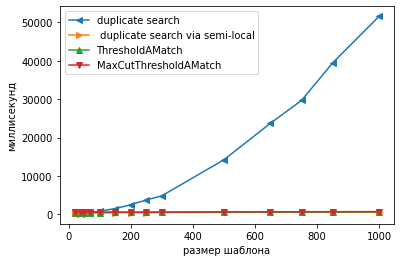 duplicate search
duplicate search via semi-local
ThresholdAMatch
MaxCutThresholdAMatch
миллисекунд
50000
40000
30000
20000
10000
0
0 200 400 600 800 1000
размер шаблона